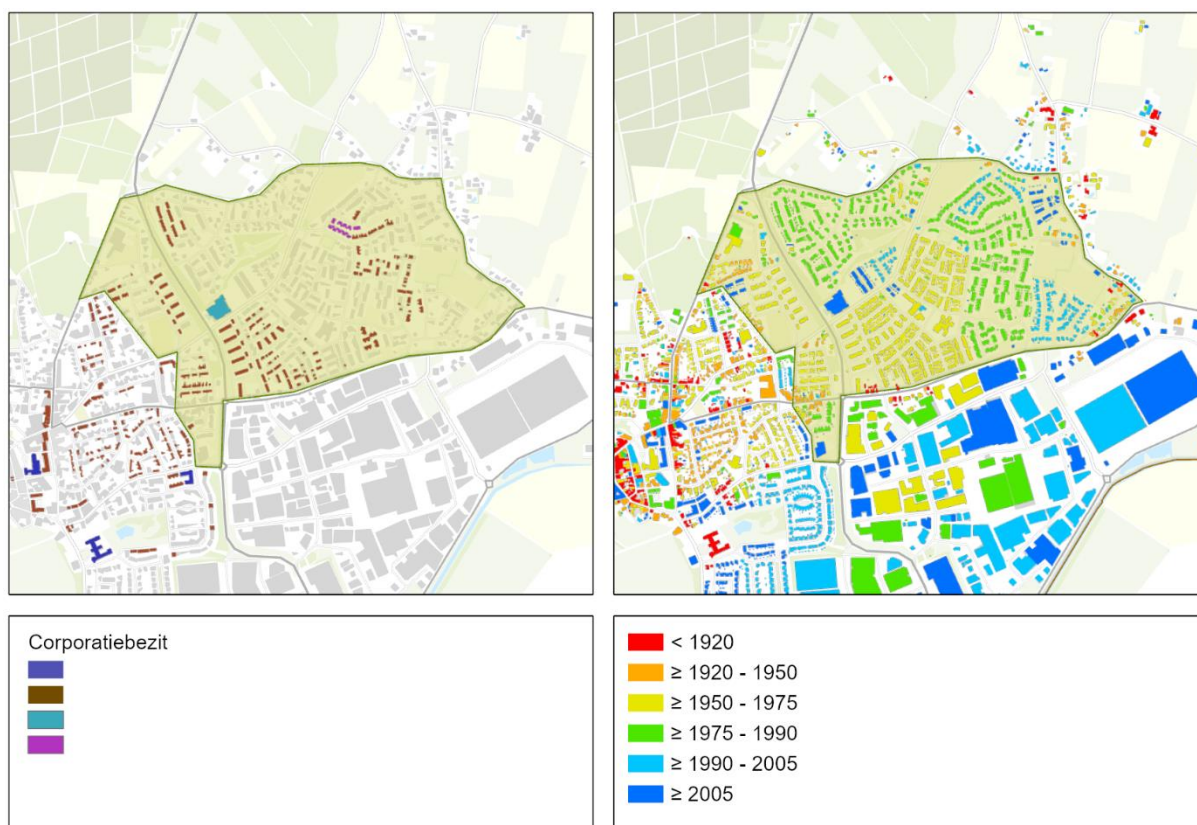 Corporatiebezit
< 1920
≥ 1920 - 1950
≥ 1950 - 1975
≥ 1975 - 1990
≥ 1990 - 2005
≥ 2005